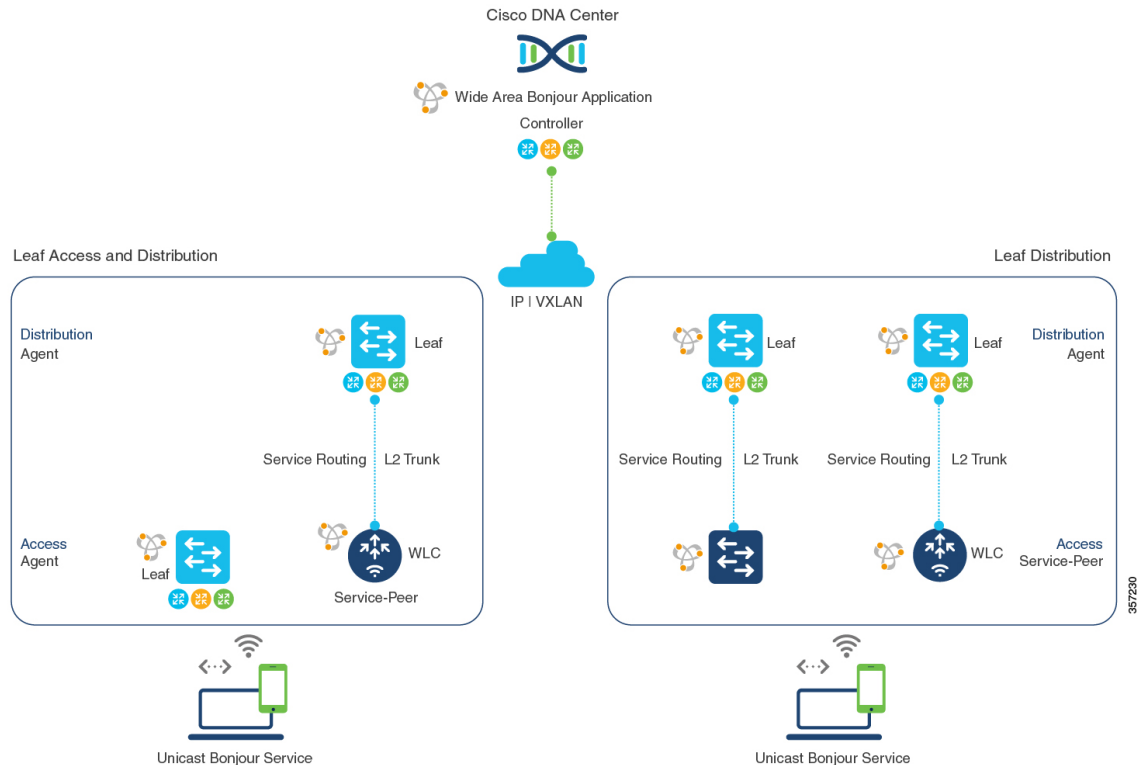 Cisco DNA Center
Wide Area Bonjour Application
Controller
Leaf Access and Distribution
Leaf Distribution
IP | VXLAN
Distribution
Agent
Leaf
Leaf
Leaf
Distribution
Agent
Service Routing
L2 Trunk
Service Routing
L2 Trunk
Service Routing
L2 Trunk
Access
Agent
Leaf
WLC
Service-Peer
WLC
Access
Service-Peer
357230
Unicast Bonjour Service
Unicast Bonjour Service